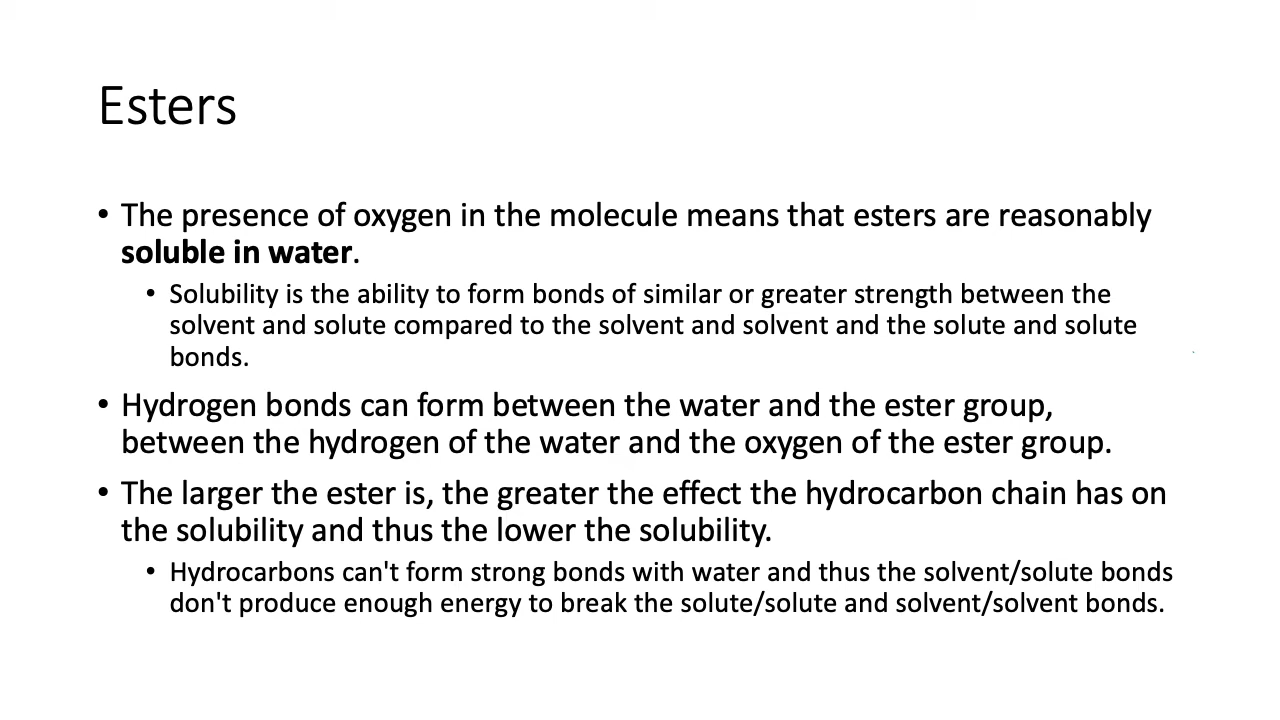 Esters
• The presence of oxygen in the molecule means that esters are reasonably
soluble in water.
• Solubility is the ability to form bonds of similar or greater strength between the
solvent and solute compared to the solvent and solvent and the solute and solute
bonds.
• Hydrogen bonds can form between the water and the ester group,
between the hydrogen of the water and the oxygen of the ester group.
• The larger the ester is, the greater the effect the hydrocarbon chain has on
the solubility and thus the lower the solubility.
• Hydrocarbons can't form strong bonds with water and thus the solvent/solute bonds
don't produce enough energy to break the solute/solute and solvent/solvent bonds.